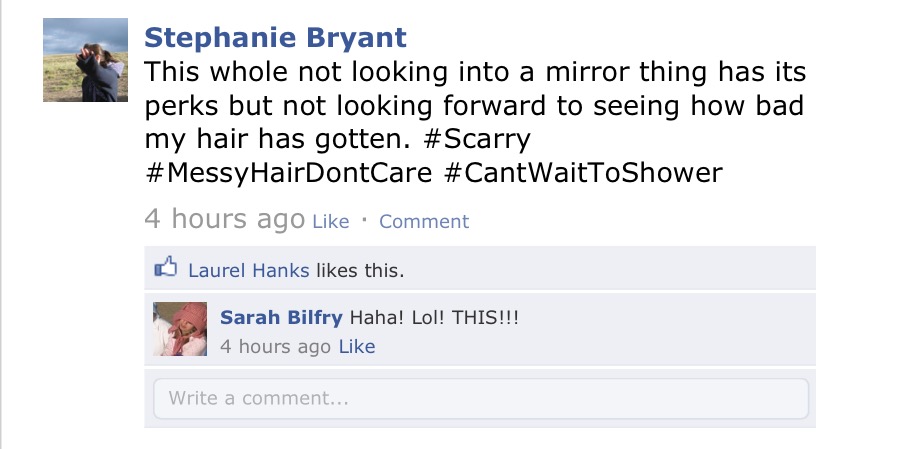 Stephanie Bryant
This whole not looking into a mirror thing has its
perks but not looking forward to seeing how bad
my hair has gotten. #Scarry
#MessyHairDontCare #CantWaitToShower
4 hours ago Like · Comment
Laurel Hanks likes this.
Sarah Bilfry Haha! Lol! THIS!!!
4 hours ago Like
Write a comment...